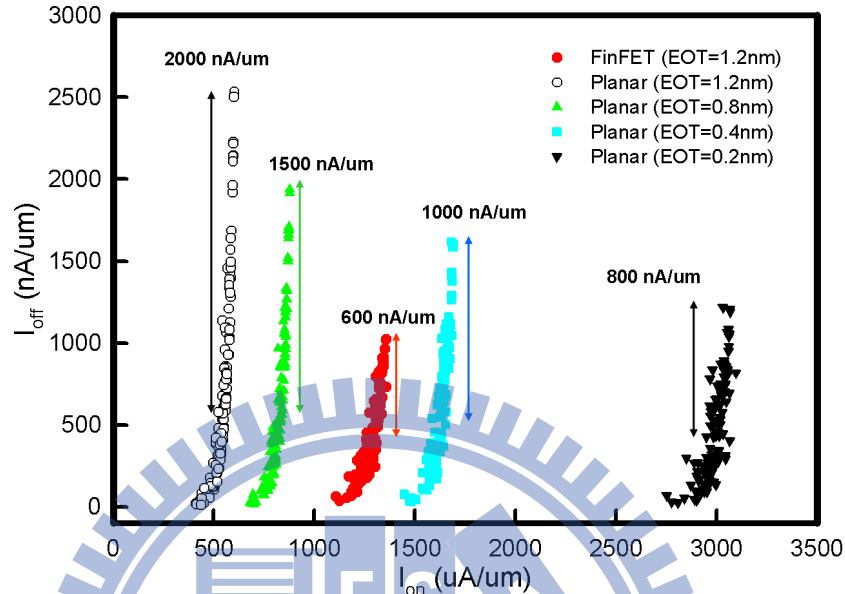 3000
2500
2000
1500
1000
500
0
I_off (nA/um)
2000 nA/um
1500 nA/um
600 nA/um
1000 nA/um
800 nA/um
FinFET (EOT=1.2nm)
Planar (EOT=1.2nm)
Planar (EOT=0.8nm)
Planar (EOT=0.4nm)
Planar (EOT=0.2nm)
0 500 1000 1500 2000 2500 3000 3500
I_on (uA/um)